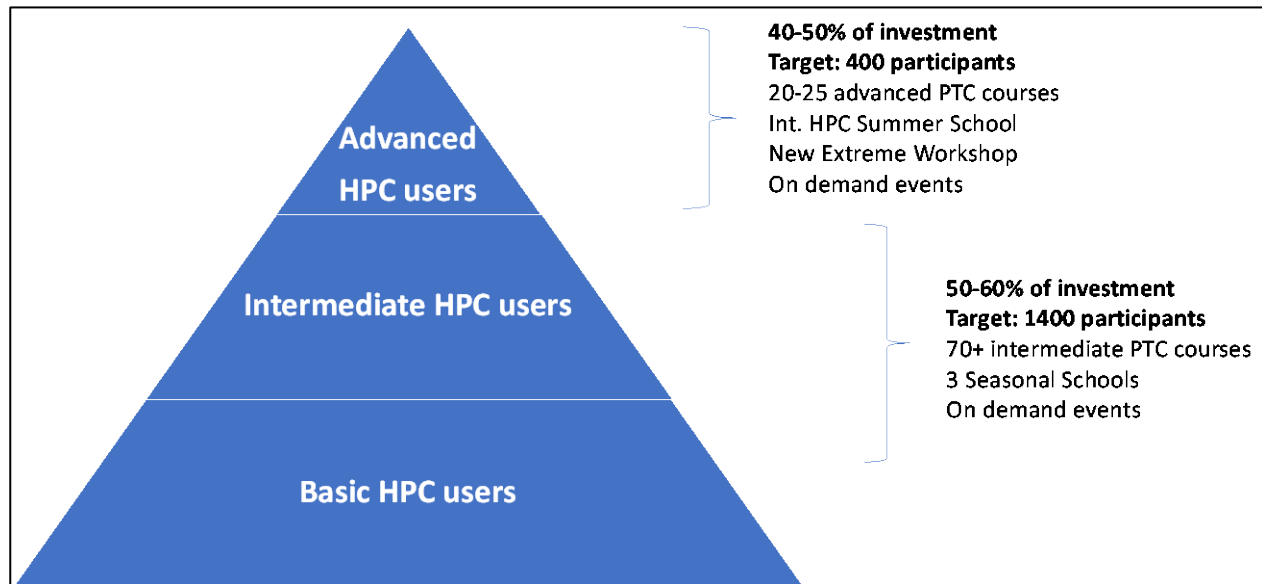 40-50% of investment
Target: 400 participants
20-25 advanced PTC courses
Int. HPC Summer School
New Extreme Workshop
On demand events
Advanced
HPC users
Intermediate HPC users
50-60% of investment
Target: 1400 participants
70+ intermediate PTC courses
3 Seasonal Schools
On demand events
Basic HPC users